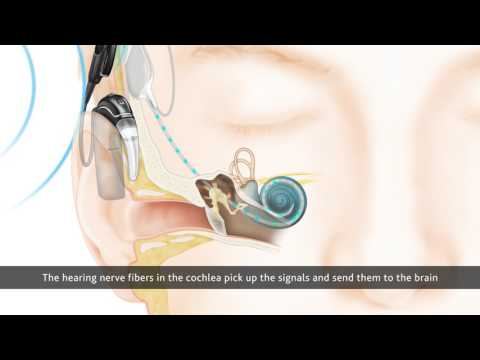 The hearing nerve fibers in the cochlea pick up the signals and send them to the brain